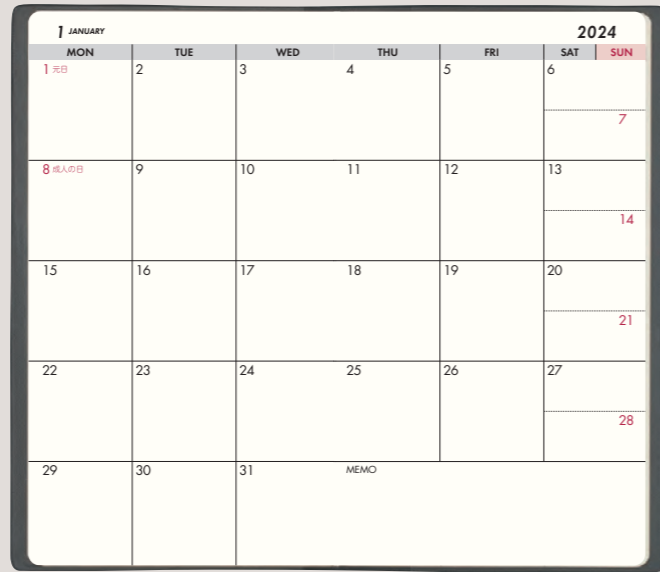 1 JANUARY 2024
MON TUE WED THU FRI SAT SUN
1 元日 2 3 4 5 6
7
8 成人の日 9 10 11 12 13
14
15 16 17 18 19 20
21
22 23 24 25 26 27
28
29 30 31 MEMO